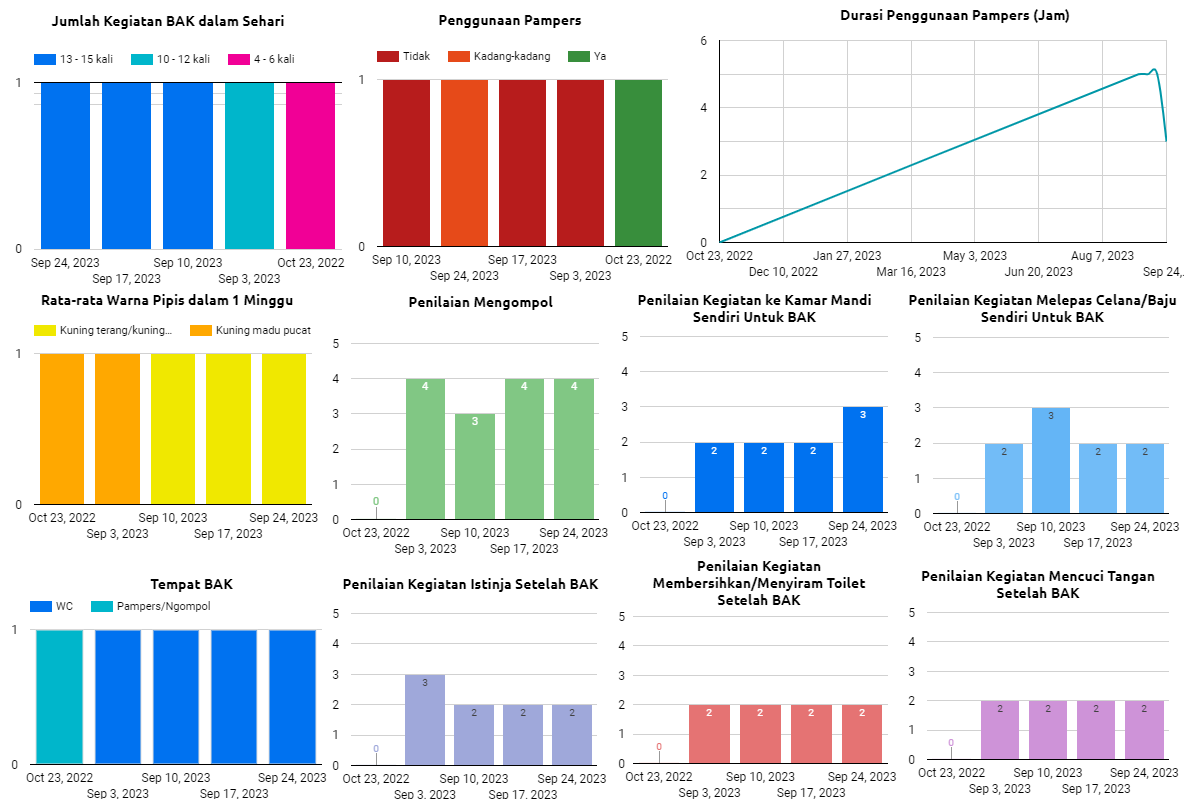 Jumlah Kegiatan BAK dalam Sehari
13 - 15 kali
10 - 12 kali
4 - 6 kali
1
0
Sep 24, 2023
Sep 17, 2023
Sep 10, 2023
Sep 3, 2023
Oct 23, 2022
Penggunaan Pampers
Tidak
Kadang-kadang
Ya
1
0
Sep 10, 2023
Sep 24, 2023
Sep 17, 2023
Sep 3, 2023
Oct 23, 2022
Durasi Penggunaan Pampers (Jam)
6
4
2
0
Oct 23, 2022
Dec 10, 2022
Jan 27, 2023
Mar 16, 2023
May 3, 2023
Jun 20, 2023
Aug 7, 2023
Sep 24,
Rata-rata Warna Pipis dalam 1 Minggu
Kuning terang/kuning...
Kuning madu pucat
1
0
Oct 23, 2022
Sep 3, 2023
Sep 10, 2023
Sep 17, 2023
Sep 24, 2023
Penilaian Mengompol
5
4
3
2
1
0
0
4
3
4
4
Oct 23, 2022
Sep 3, 2023
Sep 10, 2023
Sep 17, 2023
Sep 24, 2023
Penilaian Kegiatan ke Kamar Mandi
Sendiri Untuk BAK
5
4
3
2
1
0
0
2
2
2
3
Oct 23, 2022
Sep 3, 2023
Sep 10, 2023
Sep 17, 2023
Sep 24, 2023
Penilaian Kegiatan Melepas Celana/Baju
Sendiri Untuk BAK
5
4
3
2
1
0
0
2
3
2
2
Oct 23, 2022
Sep 3, 2023
Sep 10, 2023
Sep 17, 2023
Sep 24, 2023
Tempat BAK
WC
Pampers/Ngompol
1
0
Oct 23, 2022
Sep 3, 2023
Sep 10, 2023
Sep 17, 2023
Sep 24, 2023
Penilaian Kegiatan Istinja Setelah BAK
5
4
3
2
1
0
0
3
2
2
2
Oct 23, 2022
Sep 3, 2023
Sep 10, 2023
Sep 17, 2023
Sep 24, 2023
Penilaian Kegiatan
Membersihkan/Menyiram Toilet
Setelah BAK
5
4
3
2
1
0
0
2
2
2
2
Oct 23, 2022
Sep 3, 2023
Sep 10, 2023
Sep 17, 2023
Sep 24, 2023
Penilaian Kegiatan Mencuci Tangan
Setelah BAK
5
4
3
2
1
0
0
2
2
2
2
Oct 23, 2022
Sep 3, 2023
Sep 10, 2023
Sep 17, 2023
Sep 24, 2023